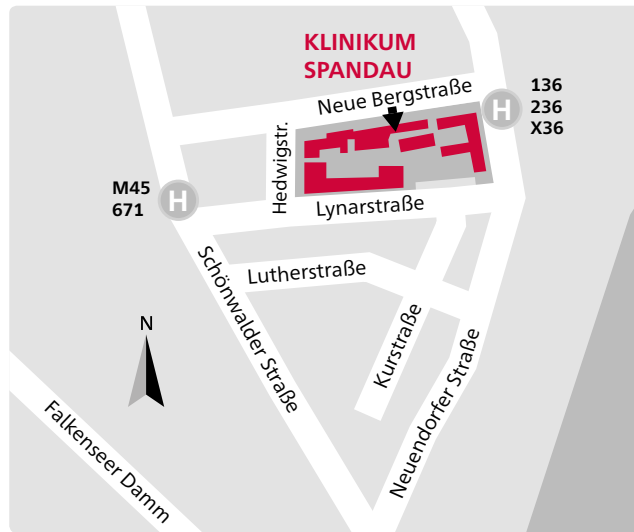 KLINIKUM
SPANDAU
Neue Bergstraße
H
136
236
X36
Hedwigstr.
M45
671
H
Lynarstraße
Schönwalder Straße
Lutherstraße
Kurstraße
Neuendorfer Straße
N
Falkenseer Damm